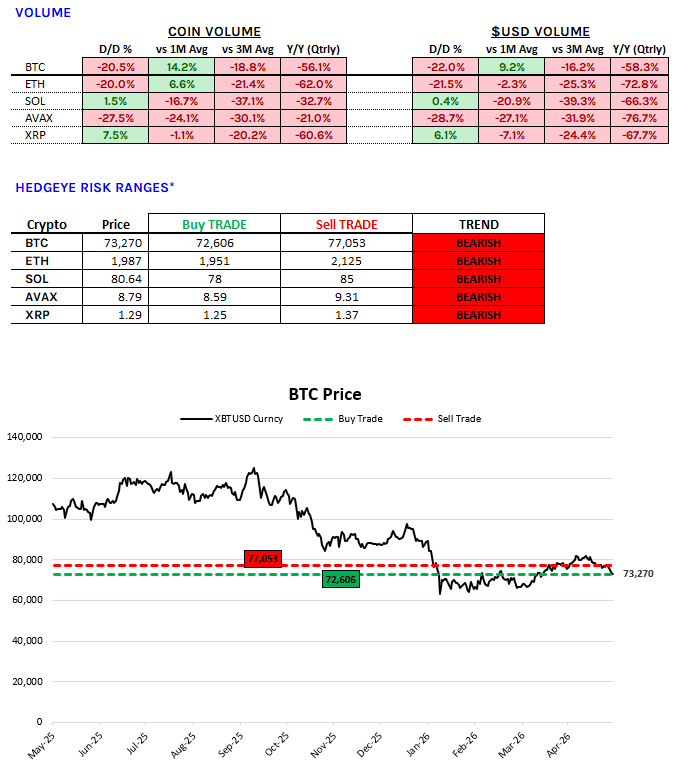 VOLUME
COIN VOLUME $USD VOLUME
D/D % vs 1M Avg vs 3M Avg Y/Y (Qtrly) D/D % vs 1M Avg vs 3M Avg Y/Y (Qtrly)
BTC -20.5% 14.2% -18.8% -56.1% -22.0% 9.2% -16.2% -58.3%
ETH -20.0% 6.6% -21.4% -62.0% -21.5% -2.3% -25.3% -72.8%
SOL 1.5% -16.7% -37.1% -32.7% 0.4% -20.9% -39.3% -66.3%
AVAX -27.5% -24.1% -30.1% -21.0% -28.7% -27.1% -31.9% -76.7%
XRP 7.5% -1.1% -20.2% -60.6% 6.1% -7.1% -24.4% -67.7%
HEDGEYE RISK RANGES*
Crypto Price Buy TRADE Sell TRADE TREND
BTC 73,270 72,606 77,053 BEARISH
ETH 1,987 1,951 2,125 BEARISH
SOL 80.64 78 85 BEARISH
AVAX 8.79 8.59 9.31 BEARISH
XRP 1.29 1.25 1.37 BEARISH
BTC Price
XBTUSD Curncy Buy Trade Sell Trade
140,000
120,000
100,000
80,000
77,053
72,606
73,270
60,000
40,000
20,000
0
May-25 Jun-25 Jul-25 Aug-25 Sep-25 Oct-25 Nov-25 Dec-25 Jan-26 Feb-26 Mar-26 Apr-26